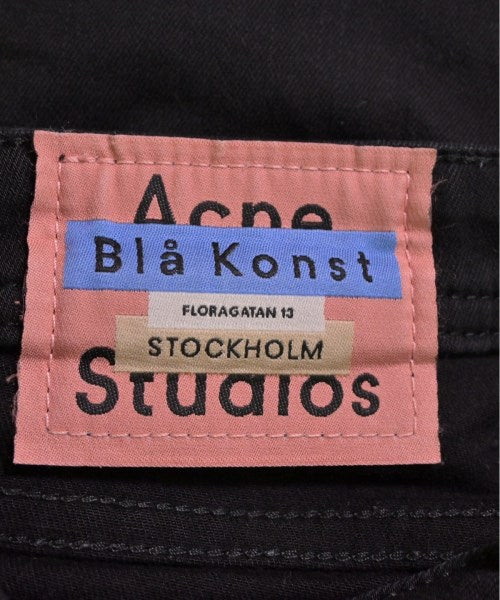 Acne
Blå Konst
FLORAGATAN 13
STOCKHOLM
Studios